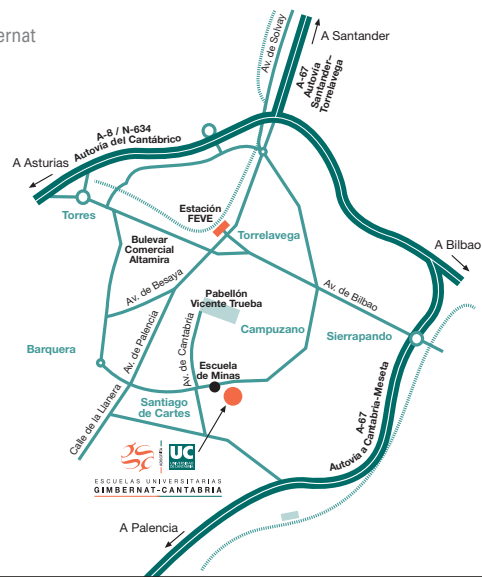 ernat
A Santander
Av. de Solvay
A-67
Autovía
Santander–
Torrelavega
A-8 / N-634
Autovía del Cantábrico
A Asturias
Torres
Estación
FEVE
Torrelavega
Bulevar
Comercial
Altamira
A Bilbao
Av. de Besaya
Pabellón
Vicente Trueba
Av. de Bilbao
Campuzano
Sierrapando
Av. de Palencia
Av. de Cantabria
Barquera
Escuela
de Minas
Santiago
de Cartes
Calle de la Llanera
A-67
Autovía a Cantabria-Meseta
UC
ESCUELAS UNIVERSITARIAS
GIMBERNAT-CANTABRIA
A Palencia